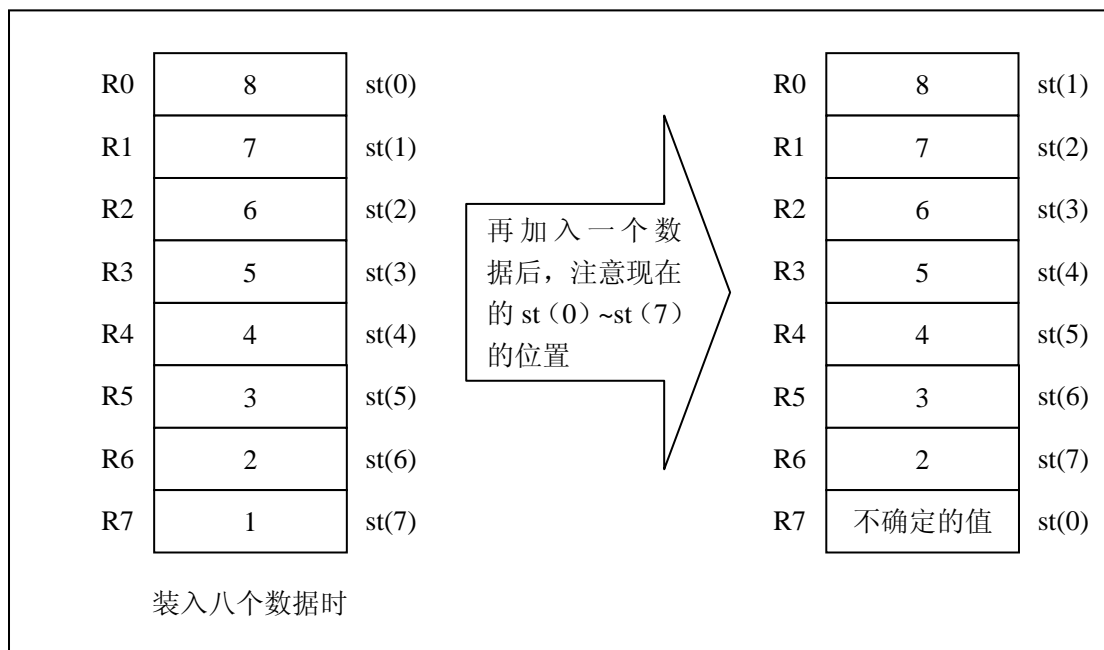 R0 8 st(0)
R1 7 st(1)
R2 6 st(2)
R3 5 st(3)
R4 4 st(4)
R5 3 st(5)
R6 2 st(6)
R7 1 st(7)
装入八个数据时
再加入一个数
据后，注意现在
的 st（0）~st（7）
的位置
R0 8 st(1)
R1 7 st(2)
R2 6 st(3)
R3 5 st(4)
R4 4 st(5)
R5 3 st(6)
R6 2 st(7)
R7 不确定的值 st(0)